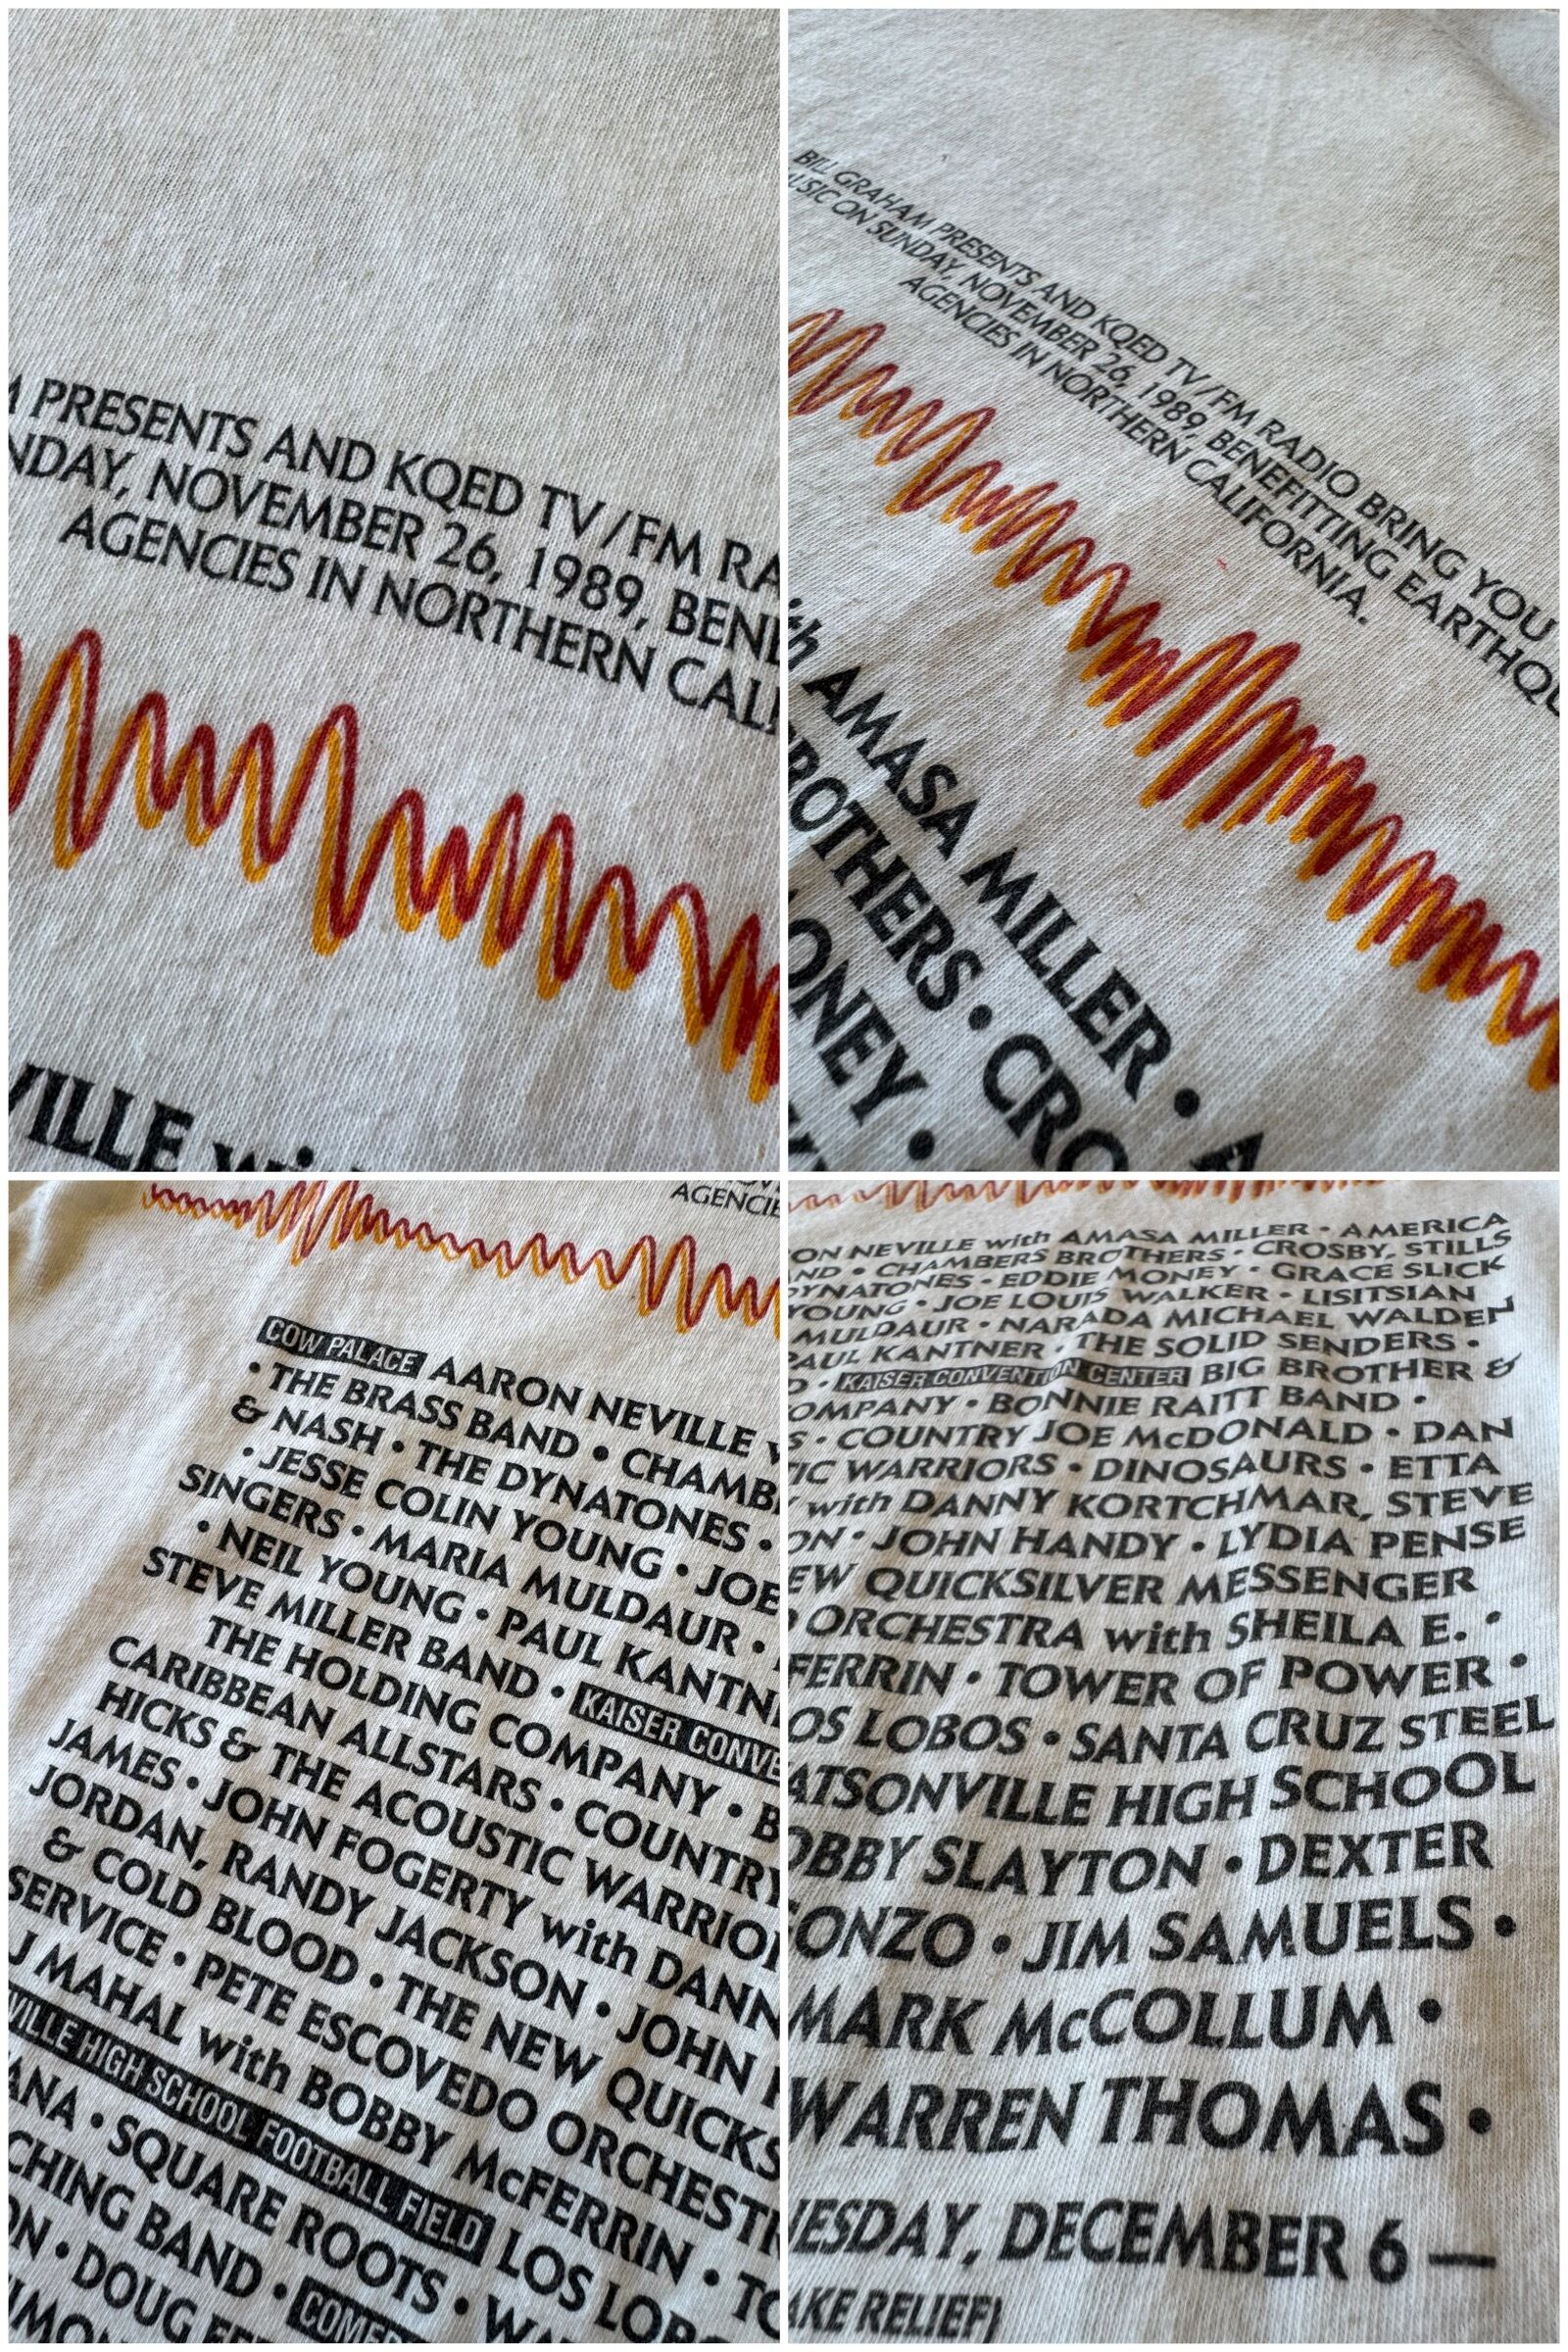 PRESENTS AND KQED TV/FM RA
NDAY, NOVEMBER 26, 1989, BENE
AGENCIES IN NORTHERN CALI
VILLE
BILL GRAHAM PRESENTS AND KQED TV/FM RADIO BRING YOU
USIC ON SUNDAY, NOVEMBER 26, 1989, BENEFITTING EARTHQU
AGENCIES IN NORTHERN CALIFORNIA.
th AMASA MILLER •
ROTHERS • CRO
ONEY •
AGENCIE
COW PALACE AARON NEVILLE
• THE BRASS BAND • CHAMB
& NASH • THE DYNATONES •
• JESSE COLIN YOUNG • JOE
SINGERS • MARIA MULDAUR •
• NEIL YOUNG • PAUL KANTN
STEVE MILLER BAND • KAISER CONVE
THE HOLDING COMPANY • B
CARIBBEAN ALLSTARS • COUNTRY
HICKS & THE ACOUSTIC WARRIO
JAMES • JOHN FOGERTY with DANN
JORDAN, RANDY JACKSON • JOHN
& COLD BLOOD • THE NEW QUICKS
SERVICE • PETE ESCOVEDO ORCHESTR
J MAHAL with BOBBY McFERRIN • TO
VILLE HIGH SCHOOL FOOTBALL FIELD LOS LOB
ANA • SQUARE ROOTS • WA
CHING BAND • COMED
ON • DOUG FE
ON NEVILLE with AMASA MILLER • AMERICA
ND • CHAMBERS BROTHERS • CROSBY, STILLS
DYNATONES • EDDIE MONEY • GRACE SLICK
YOUNG • JOE LOUIS WALKER • LISITSIAN
MULDAUR • NARADA MICHAEL WALDEN
PAUL KANTNER • THE SOLID SENDERS •
D • KAISER CONVENTION CENTER BIG BROTHER &
OMPANY • BONNIE RAITT BAND •
S • COUNTRY JOE McDONALD • DAN
TIC WARRIORS • DINOSAURS • ETTA
with DANNY KORTCHMAR, STEVE
ON • JOHN HANDY • LYDIA PENSE
EW QUICKSILVER MESSENGER
ORCHESTRA with SHEILA E. •
FERRIN • TOWER OF POWER •
OS LOBOS • SANTA CRUZ STEEL
ATSONVILLE HIGH SCHOOL
OBBY SLAYTON • DEXTER
ONZO • JIM SAMUELS •
MARK McCOLLUM •
WARREN THOMAS •
ESDAY, DECEMBER 6 —
AKE RELIEF